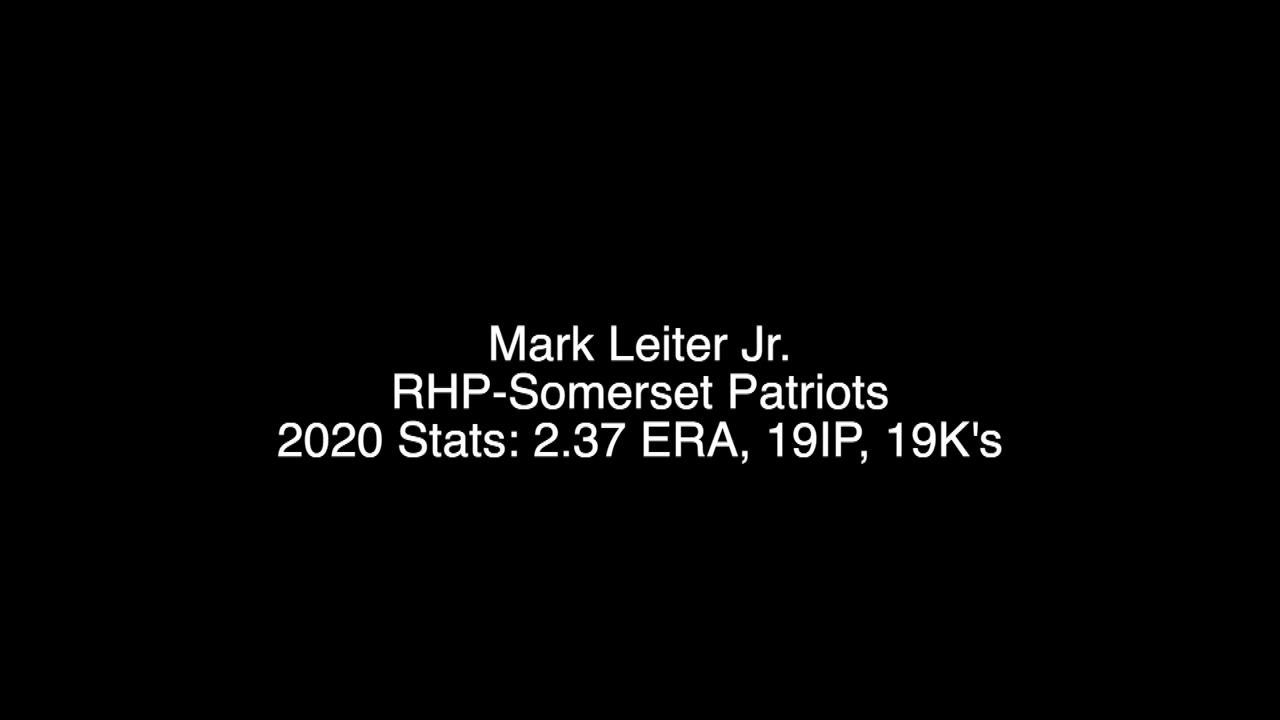 Mark Leiter Jr.
RHP-Somerset Patriots
2020 Stats: 2.37 ERA, 19IP, 19K's